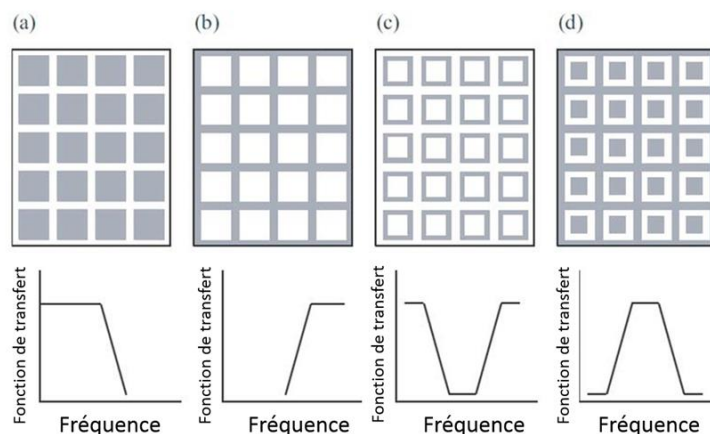 (a)
(b)
(c)
(d)
Fonction de transfert
Fréquence
Fonction de transfert
Fréquence
Fonction de transfert
Fréquence
Fonction de transfert
Fréquence